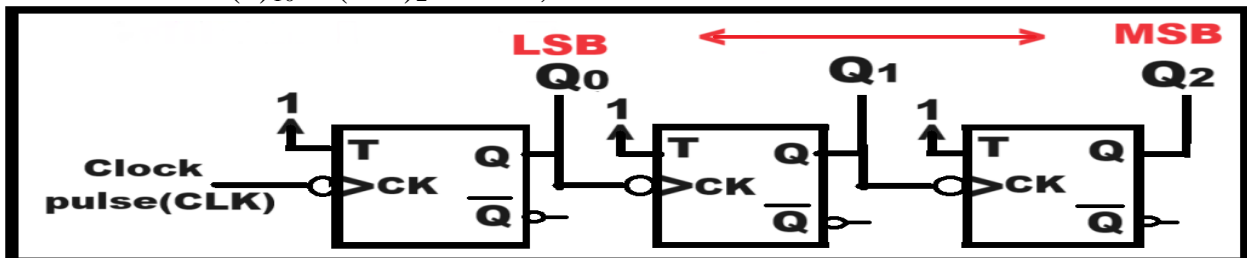 LSB
MSB
Q0
Q1
Q2
1
1
1
T
Q
T
Q
T
Q
Clock
pulse(CLK)
CK
CK
CK
Q̅
Q̅
Q̅